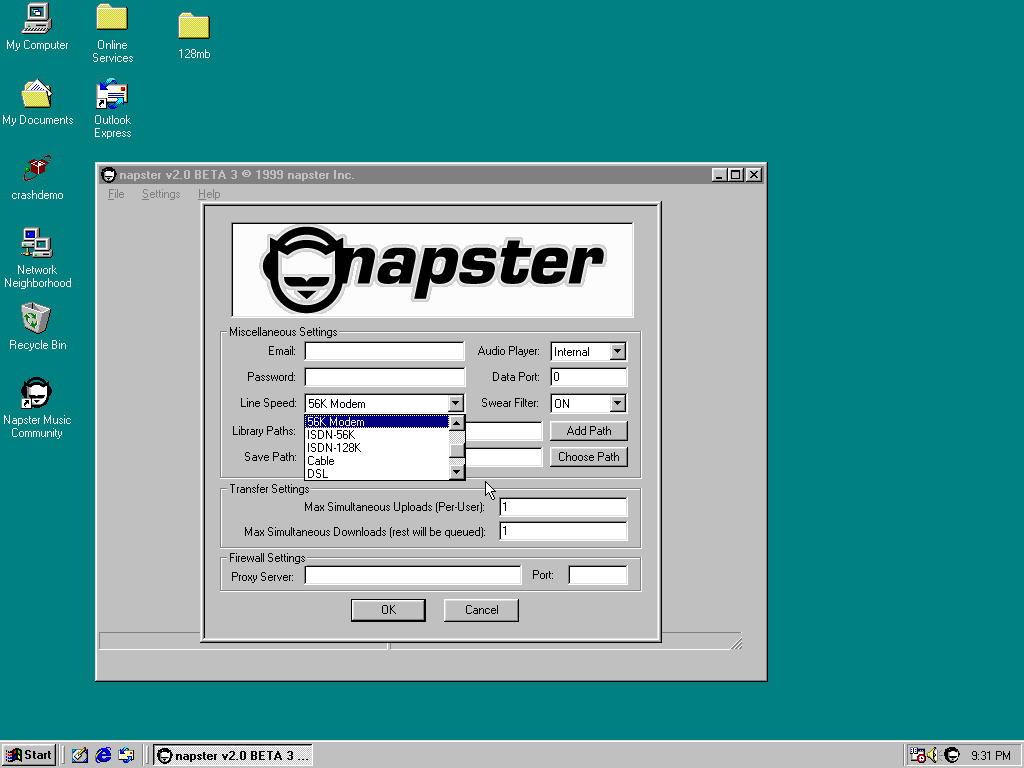 My Computer
Online
Services
128mb
My Documents
Outlook
Express
crashdemo
Network
Neighborhood
Recycle Bin
Napster Music
Community
napster v2.0 BETA 3 © 1999 napster Inc.
File Settings Help
napster
Miscellaneous Settings
Email:
Audio Player: Internal
Password:
Data Port: 0
Line Speed: 56K Modem
Swear Filter: ON
56K Modem
ISDN-56K
ISDN-128K
Cable
DSL
Library Paths:
Add Path
Save Path:
Choose Path
Transfer Settings
Max Simultaneous Uploads (Per-User): 1
Max Simultaneous Downloads (rest will be queued): 1
Firewall Settings
Proxy Server:
Port:
OK Cancel
Start
napster v2.0 BETA 3 ...
9:31 PM